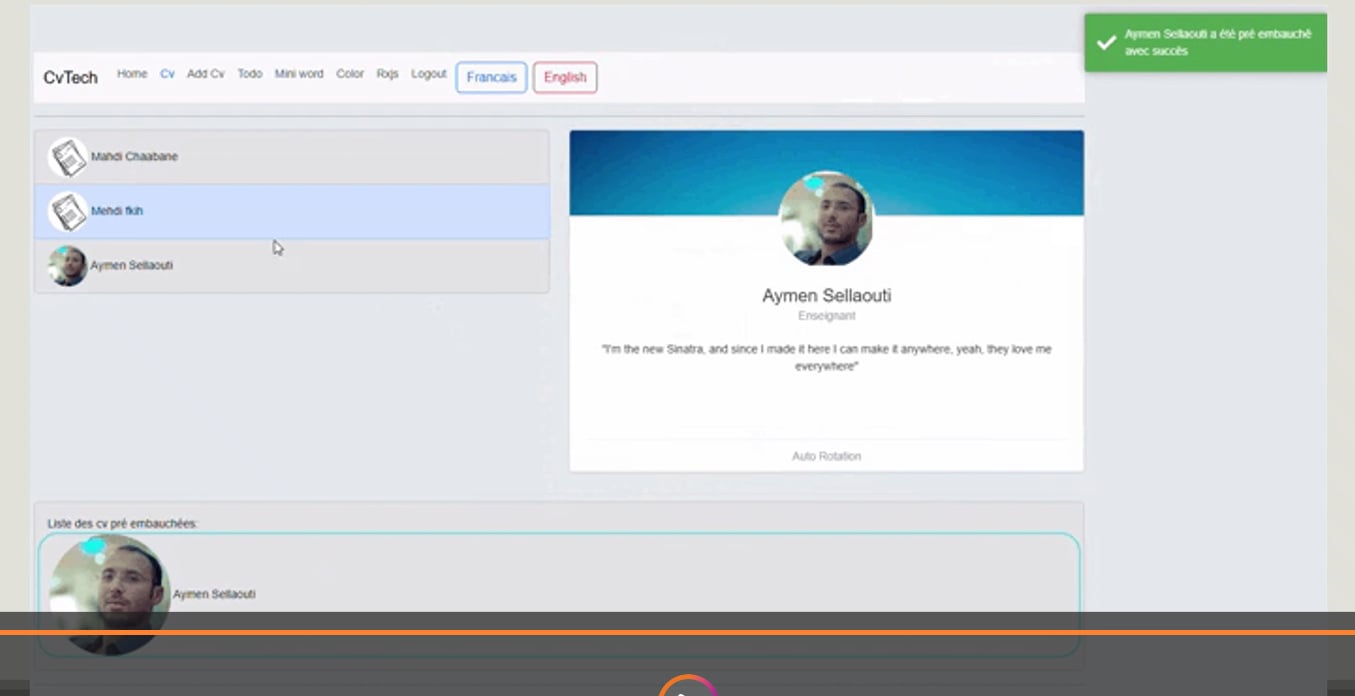 Aymen Sellaouti a été pré embauché
avec succès
CvTech Home Cv Add Cv Todo Mini word Color Rxjs Logout Francais English
Mahdi Chaabane
Mehdi fkih
Aymen Sellaouti
Aymen Sellaouti
Enseignant
"I'm the new Sinatra, and since I made it here I can make it anywhere, yeah, they love me
everywhere"
Auto Rotation
Liste des cv pré embauchées:
Aymen Sellaouti